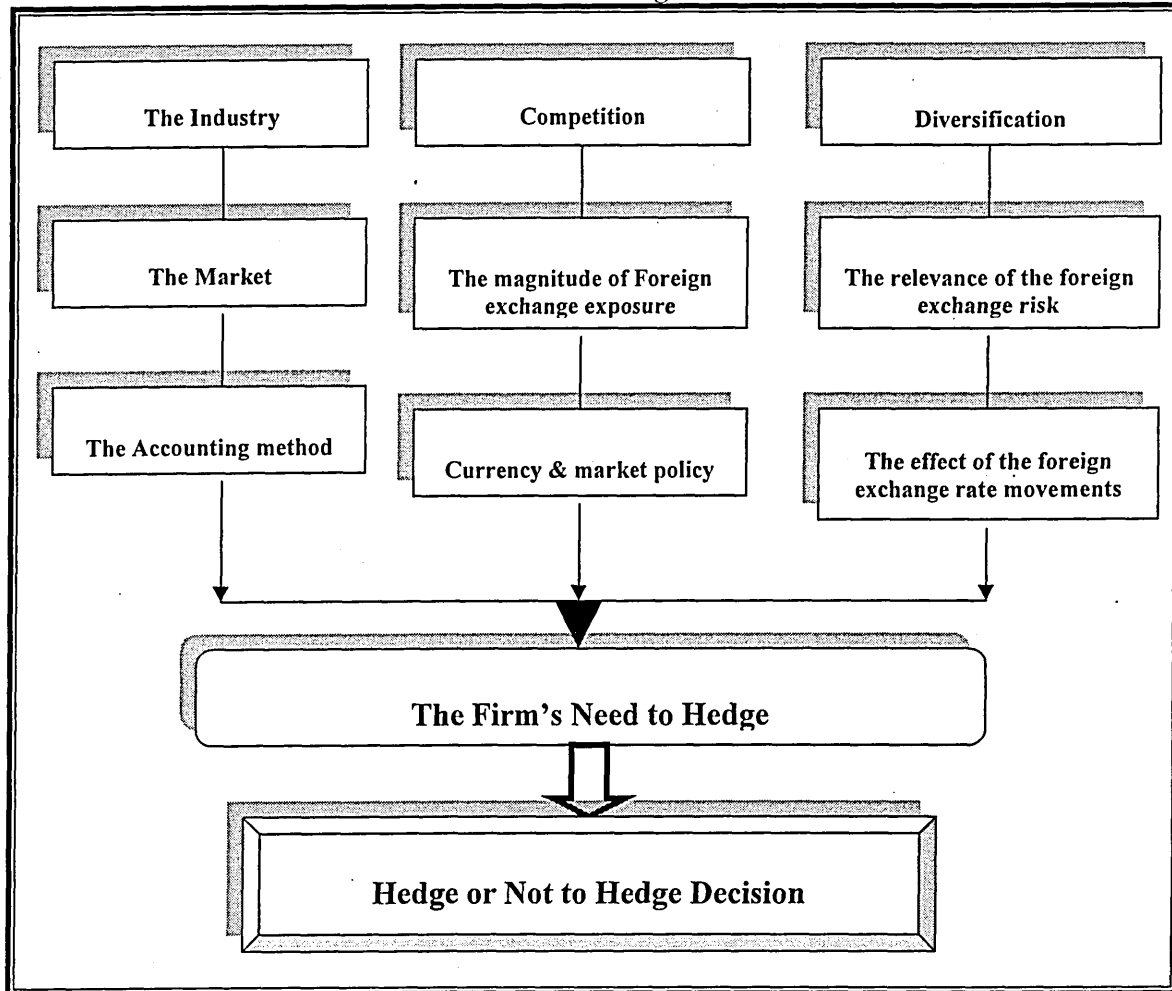 The Industry
Competition
Diversification
The Market
The magnitude of Foreign
exchange exposure
The relevance of the foreign
exchange risk
The Accounting method
Currency & market policy
The effect of the foreign
exchange rate movements
The Firm's Need to Hedge
Hedge or Not to Hedge Decision